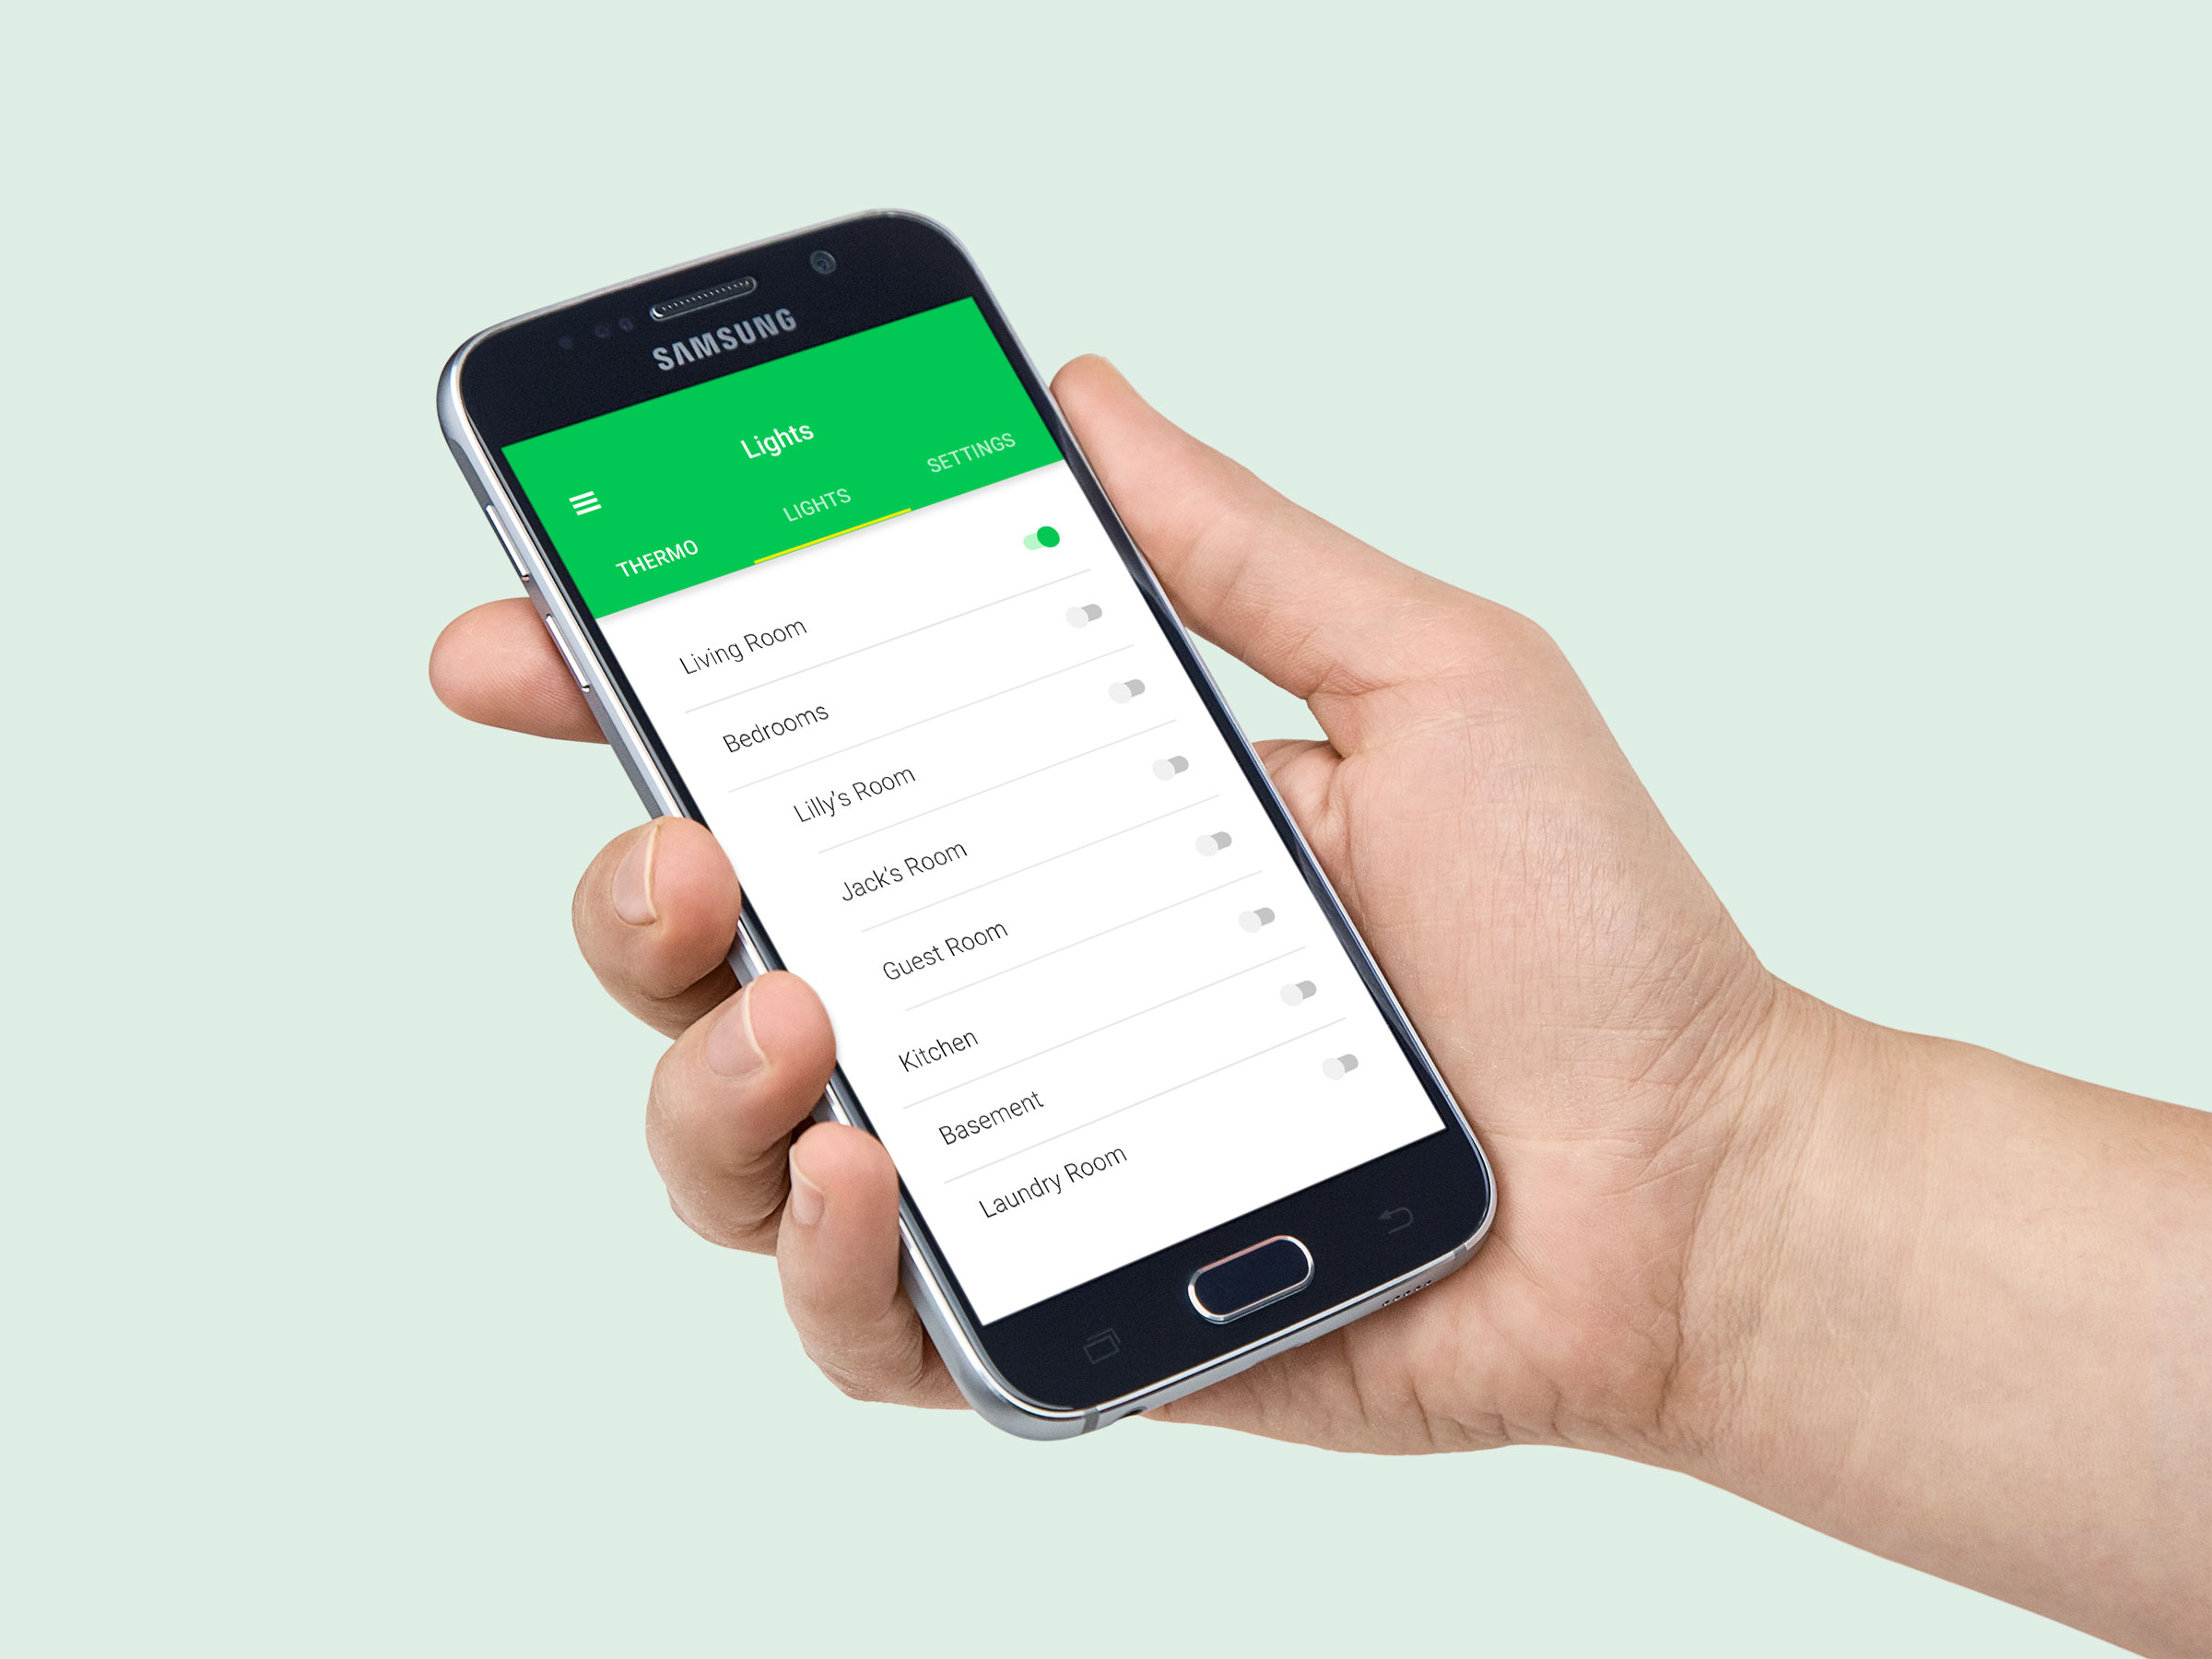 SAMSUNG
Lights
THERMO
LIGHTS
SETTINGS
Living Room
Bedrooms
Lilly's Room
Jack's Room
Guest Room
Kitchen
Basement
Laundry Room